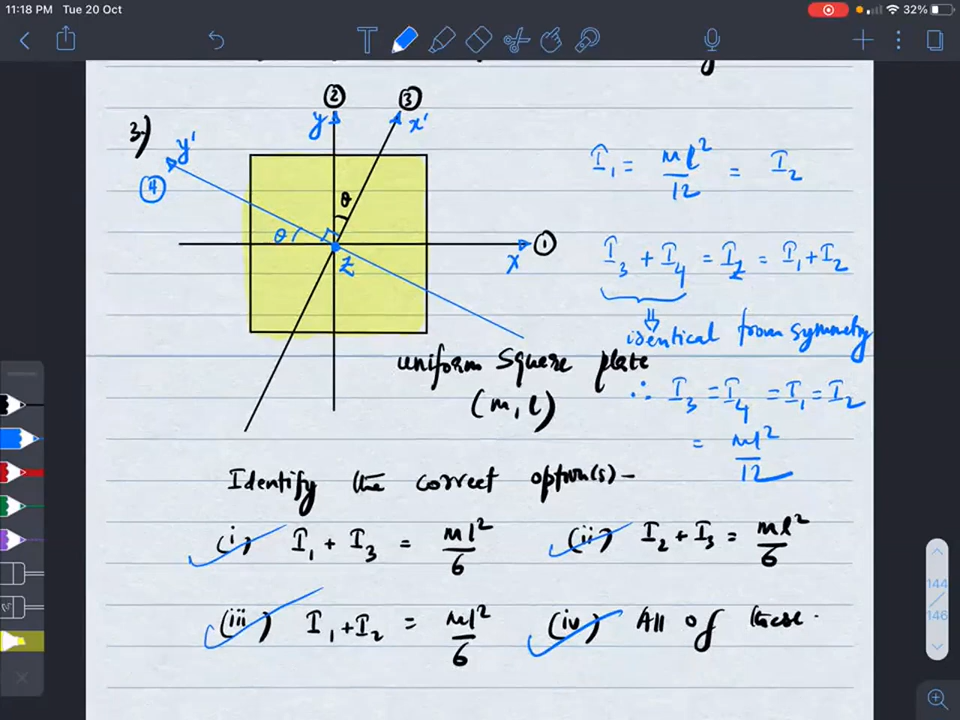 11:18 PM Tue 20 Oct
32%
T
3)
②
③
y
x'
y'
④
θ
θ
z
x
①
I₁ = ml²/12 = I₂
I₃ + I₄ = I_z = I₁ + I₂
⇓
identical from symmetry
∴ I₃ = I₄ = I₁ = I₂
= ml²/12
uniform square plate
(m, l)
Identify the correct option(s) –
(i) I₁ + I₃ = ml²/6
(ii) I₂ + I₃ = ml²/6
(iii) I₁ + I₂ = ml²/6
(iv) All of these.
144
146